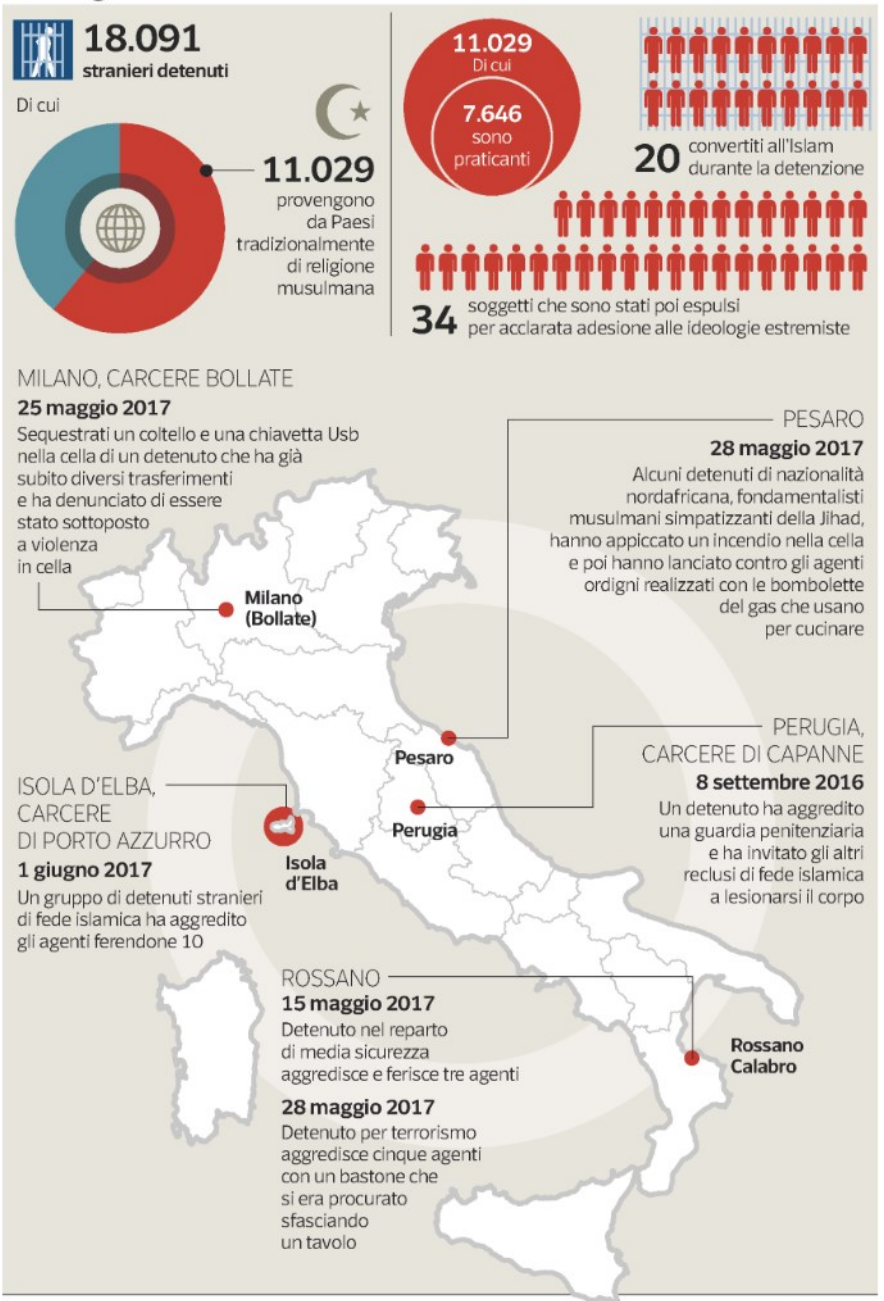 18.091
stranieri detenuti
Di cui
11.029
provengono
da Paesi
tradizionalmente
di religione
musulmana
11.029
Di cui
7.646
sono
praticanti
20 convertiti all'Islam
durante la detenzione
34 soggetti che sono stati poi espulsi
per acclarata adesione alle ideologie estremiste
MILANO, CARCERE BOLLATE
25 maggio 2017
Sequestrati un coltello e una chiavetta Usb
nella cella di un detenuto che ha già
subito diversi trasferimenti
e ha denunciato di essere
stato sottoposto
a violenza
in cella
Milano
(Bollate)
PESARO
28 maggio 2017
Alcuni detenuti di nazionalità
nordafricana, fondamentalisti
musulmani simpatizzanti della Jihad,
hanno appiccato un incendio nella cella
e poi hanno lanciato contro gli agenti
ordigni realizzati con le bombolette
del gas che usano
per cucinare
Pesaro
PERUGIA,
CARCERE DI CAPANNE
8 settembre 2016
Un detenuto ha aggredito
una guardia penitenziaria
e ha invitato gli altri
reclusi di fede islamica
a lesionarsi il corpo
Perugia
ISOLA D'ELBA,
CARCERE
DI PORTO AZZURRO
1 giugno 2017
Un gruppo di detenuti stranieri
di fede islamica ha aggredito
gli agenti ferendone 10
Isola
d'Elba
ROSSANO
15 maggio 2017
Detenuto nel reparto
di media sicurezza
aggredisce e ferisce tre agenti
28 maggio 2017
Detenuto per terrorismo
aggredisce cinque agenti
con un bastone che
si era procurato
sfasciando
un tavolo
Rossano
Calabro